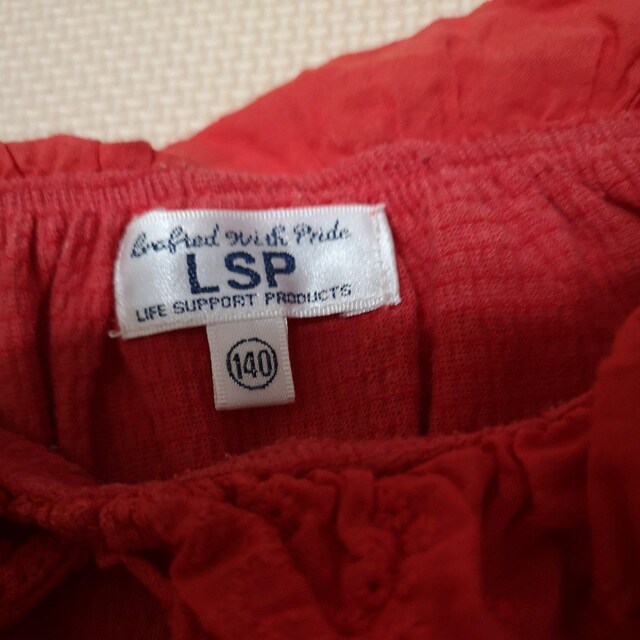 Crafted With Pride
LSP
LIFE SUPPORT PRODUCTS
140